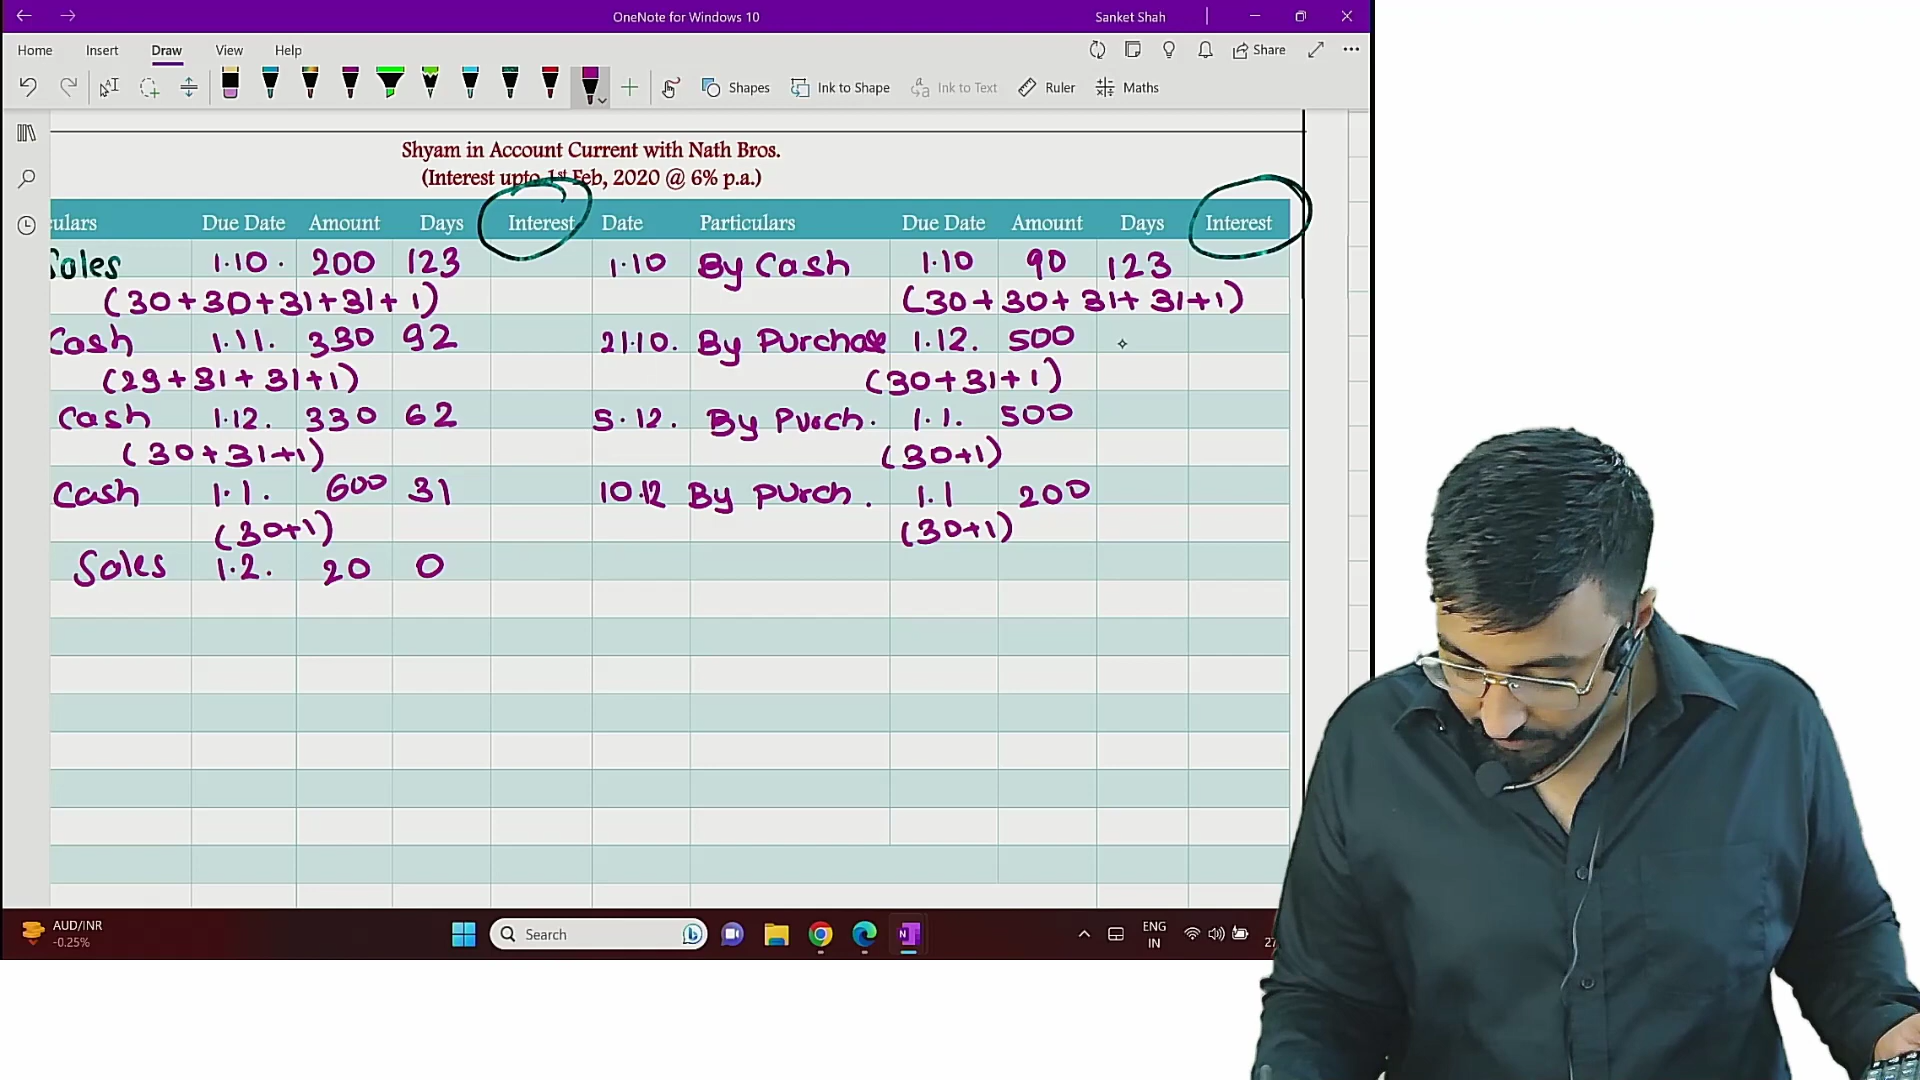 OneNote for Windows 10
Sanket Shah
Home Insert Draw View Help
Share
Shapes Ink to Shape Ink to Text Ruler Maths
Shyam in Account Current with Nath Bros.
(Interest upto 1st Feb, 2020 @ 6% p.a.)
culars Due Date Amount Days Interest Date Particulars Due Date Amount Days Interest
Sales 1.10. 200 123 1.10 By Cash 1.10 90 123
(30+30+31+31+1) (30+30+31+31+1)
Cash 1.11. 330 92 21.10. By Purchase 1.12. 500
(29+31+31+1) (30+31+1)
Cash 1.12. 330 62 5.12. By Purch. 1.1. 500
(30+31+1) (30+1)
Cash 1.1. 600 31 10.12 By Purch. 1.1 200
(30+1) (30+1)
Sales 1.2. 20 0
AUD/INR
-0.25%
Search
ENG
IN
27